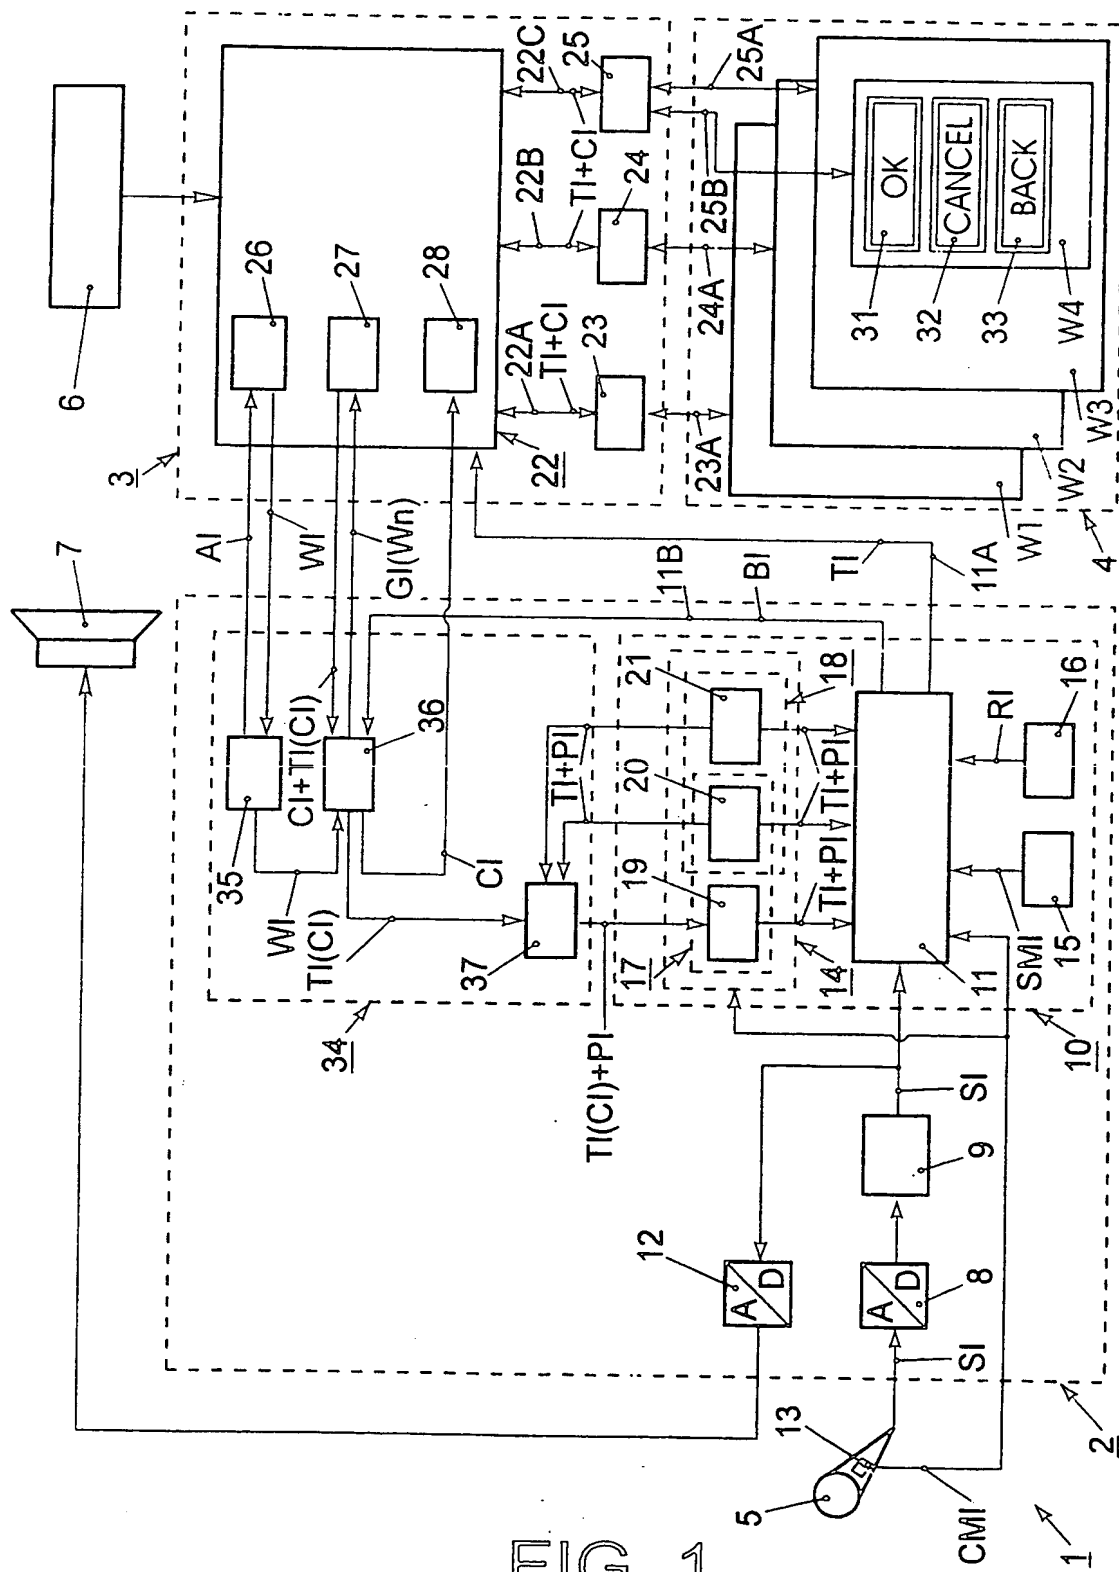 6
7
3
AI
WI
GI(Wn)
26
27
28
22
22A
TI+CI
22B
TI+CI
22C
TI+CI
23
24
25
35
WI
CI+TI(CI)
36
TI(CI)
CI
37
34
TI+PI
11B
BI
TI
11A
23A
24A
25B
25A
OK
CANCEL
BACK
31
32
33
W4
W3
W2
W1
4
TI(CI)+PI
17
19
20
21
18
TI+PI
TI+PI
14
11
SMI
15
RI
16
10
12
A
D
SI
9
A
D
8
SI
13
5
CMI
2
1
FIG. 1